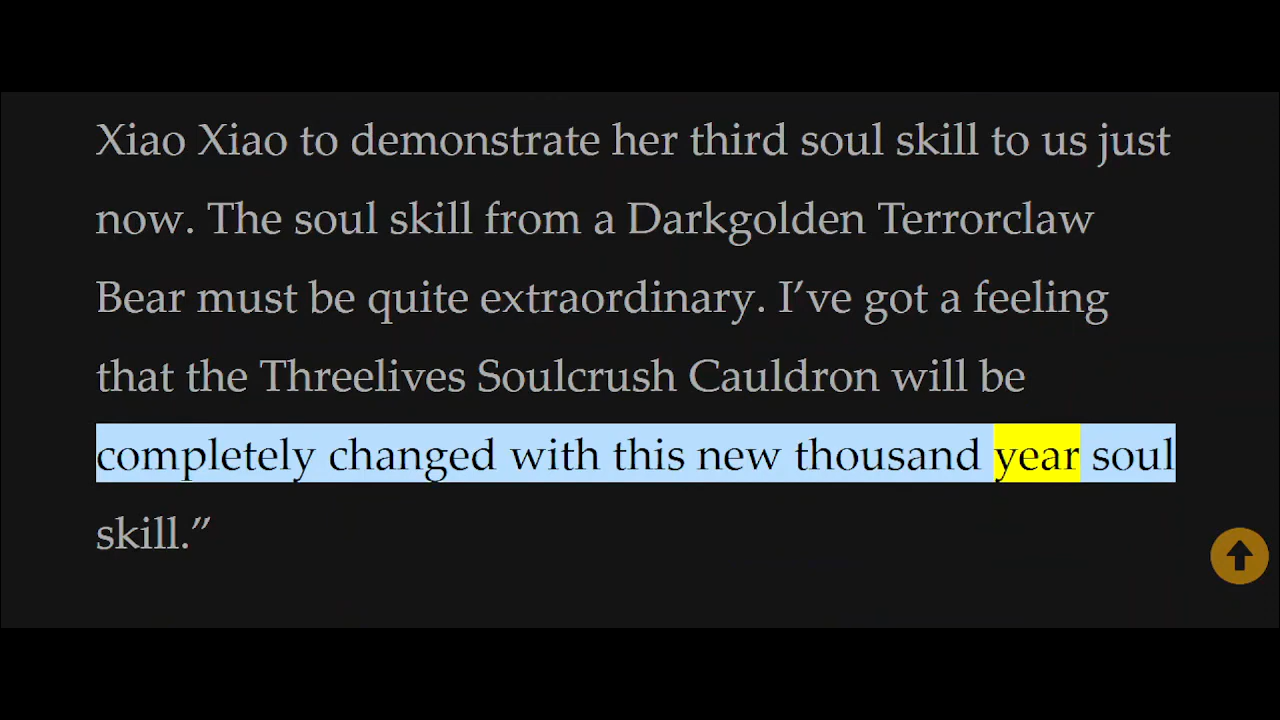 Xiao Xiao to demonstrate her third soul skill to us just
now. The soul skill from a Darkgolden Terrorclaw
Bear must be quite extraordinary. I’ve got a feeling
that the Threelives Soulcrush Cauldron will be
completely changed with this new thousand year soul
skill.”